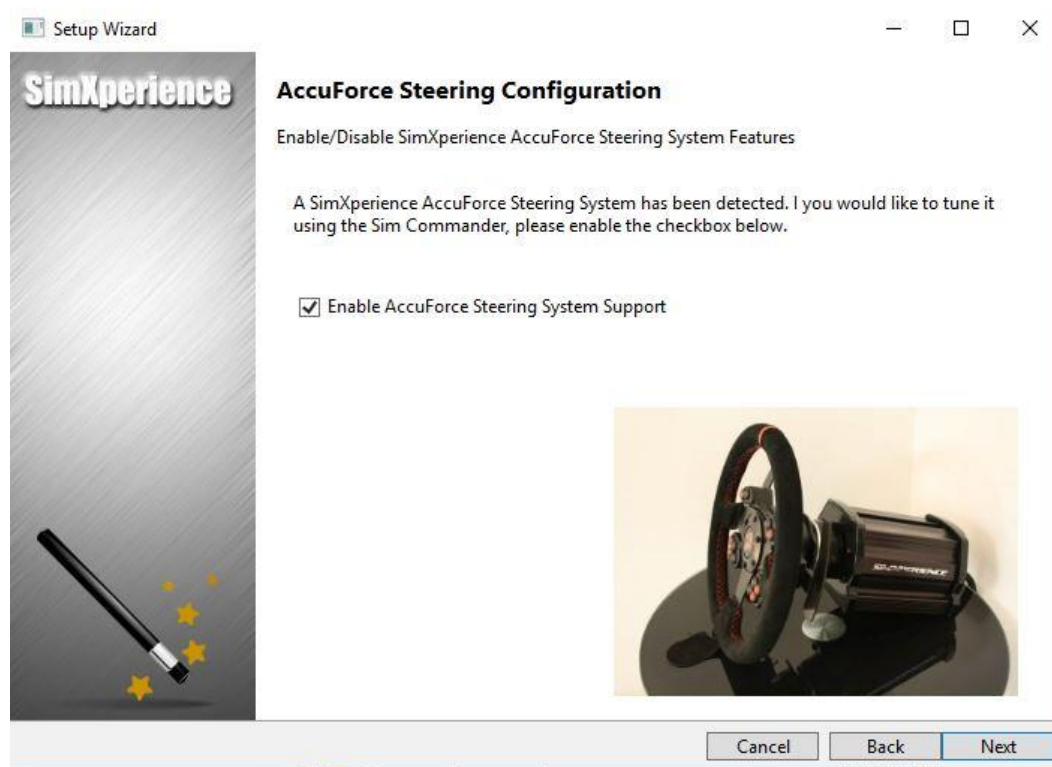 Setup Wizard
SimXperience
AccuForce Steering Configuration
Enable/Disable SimXperience AccuForce Steering System Features
A SimXperience AccuForce Steering System has been detected. I you would like to tune it
using the Sim Commander, please enable the checkbox below.
Enable AccuForce Steering System Support
SIMXPERIENCE
Cancel Back Next